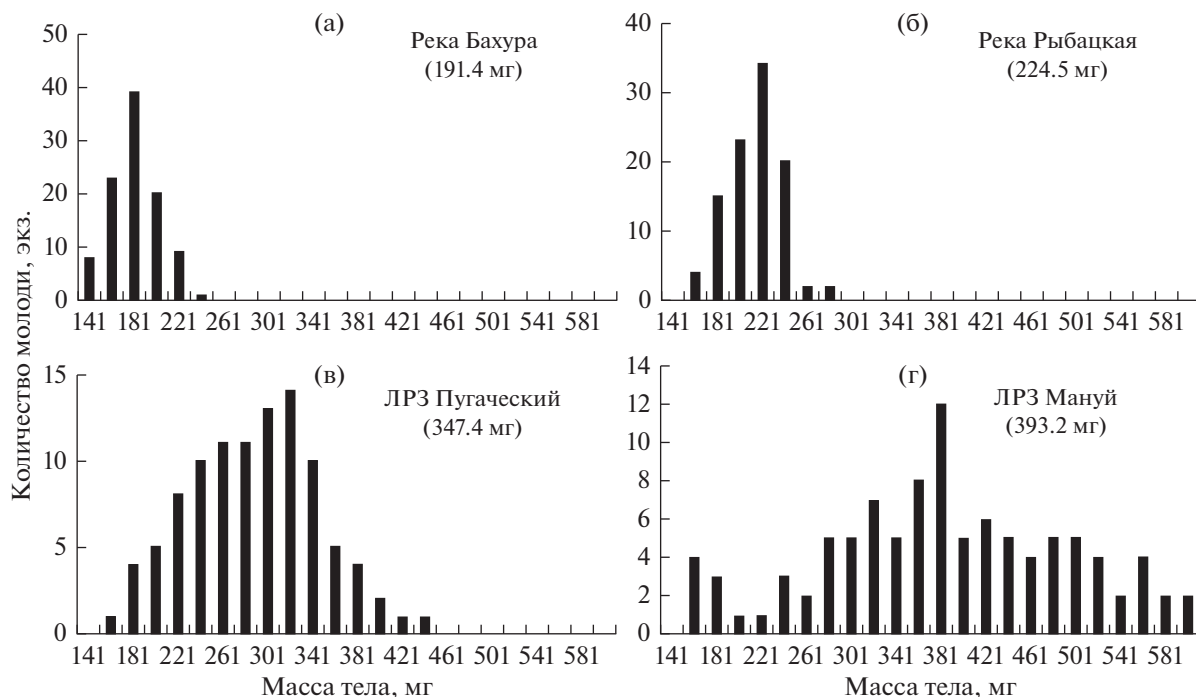 (а)
Река Бахура
(191.4 мг)
50
40
30
20
10
0
141 181 221 261 301 341 381 421 461 501 541 581
(б)
Река Рыбацкая
(224.5 мг)
40
30
20
10
0
141 181 221 261 301 341 381 421 461 501 541 581
Количество молоди, экз.
(в)
ЛРЗ Пугаческий
(347.4 мг)
15
10
5
0
141 181 221 261 301 341 381 421 461 501 541 581
Масса тела, мг
(г)
ЛРЗ Мануй
(393.2 мг)
14
12
10
8
6
4
2
0
141 181 221 261 301 341 381 421 461 501 541 581
Масса тела, мг